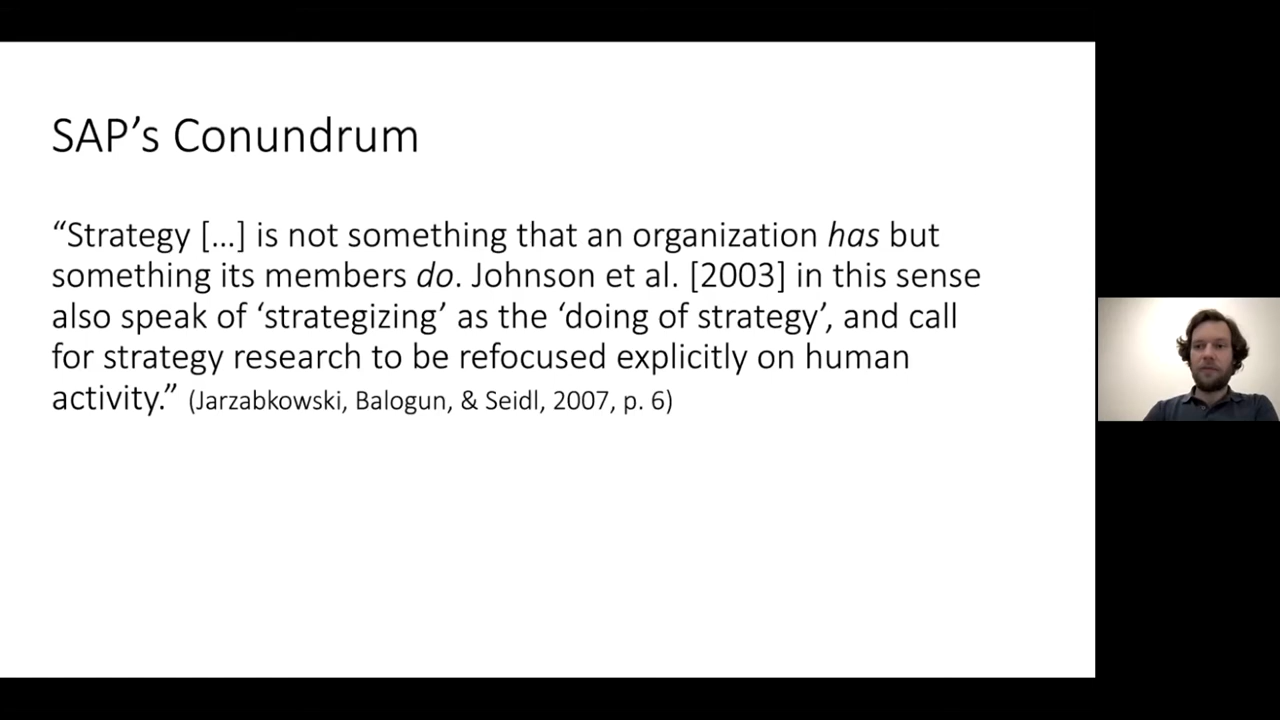 SAP’s Conundrum
“Strategy […] is not something that an organization has but
something its members do. Johnson et al. [2003] in this sense
also speak of ‘strategizing’ as the ‘doing of strategy’, and call
for strategy research to be refocused explicitly on human
activity.” (Jarzabkowski, Balogun, & Seidl, 2007, p. 6)